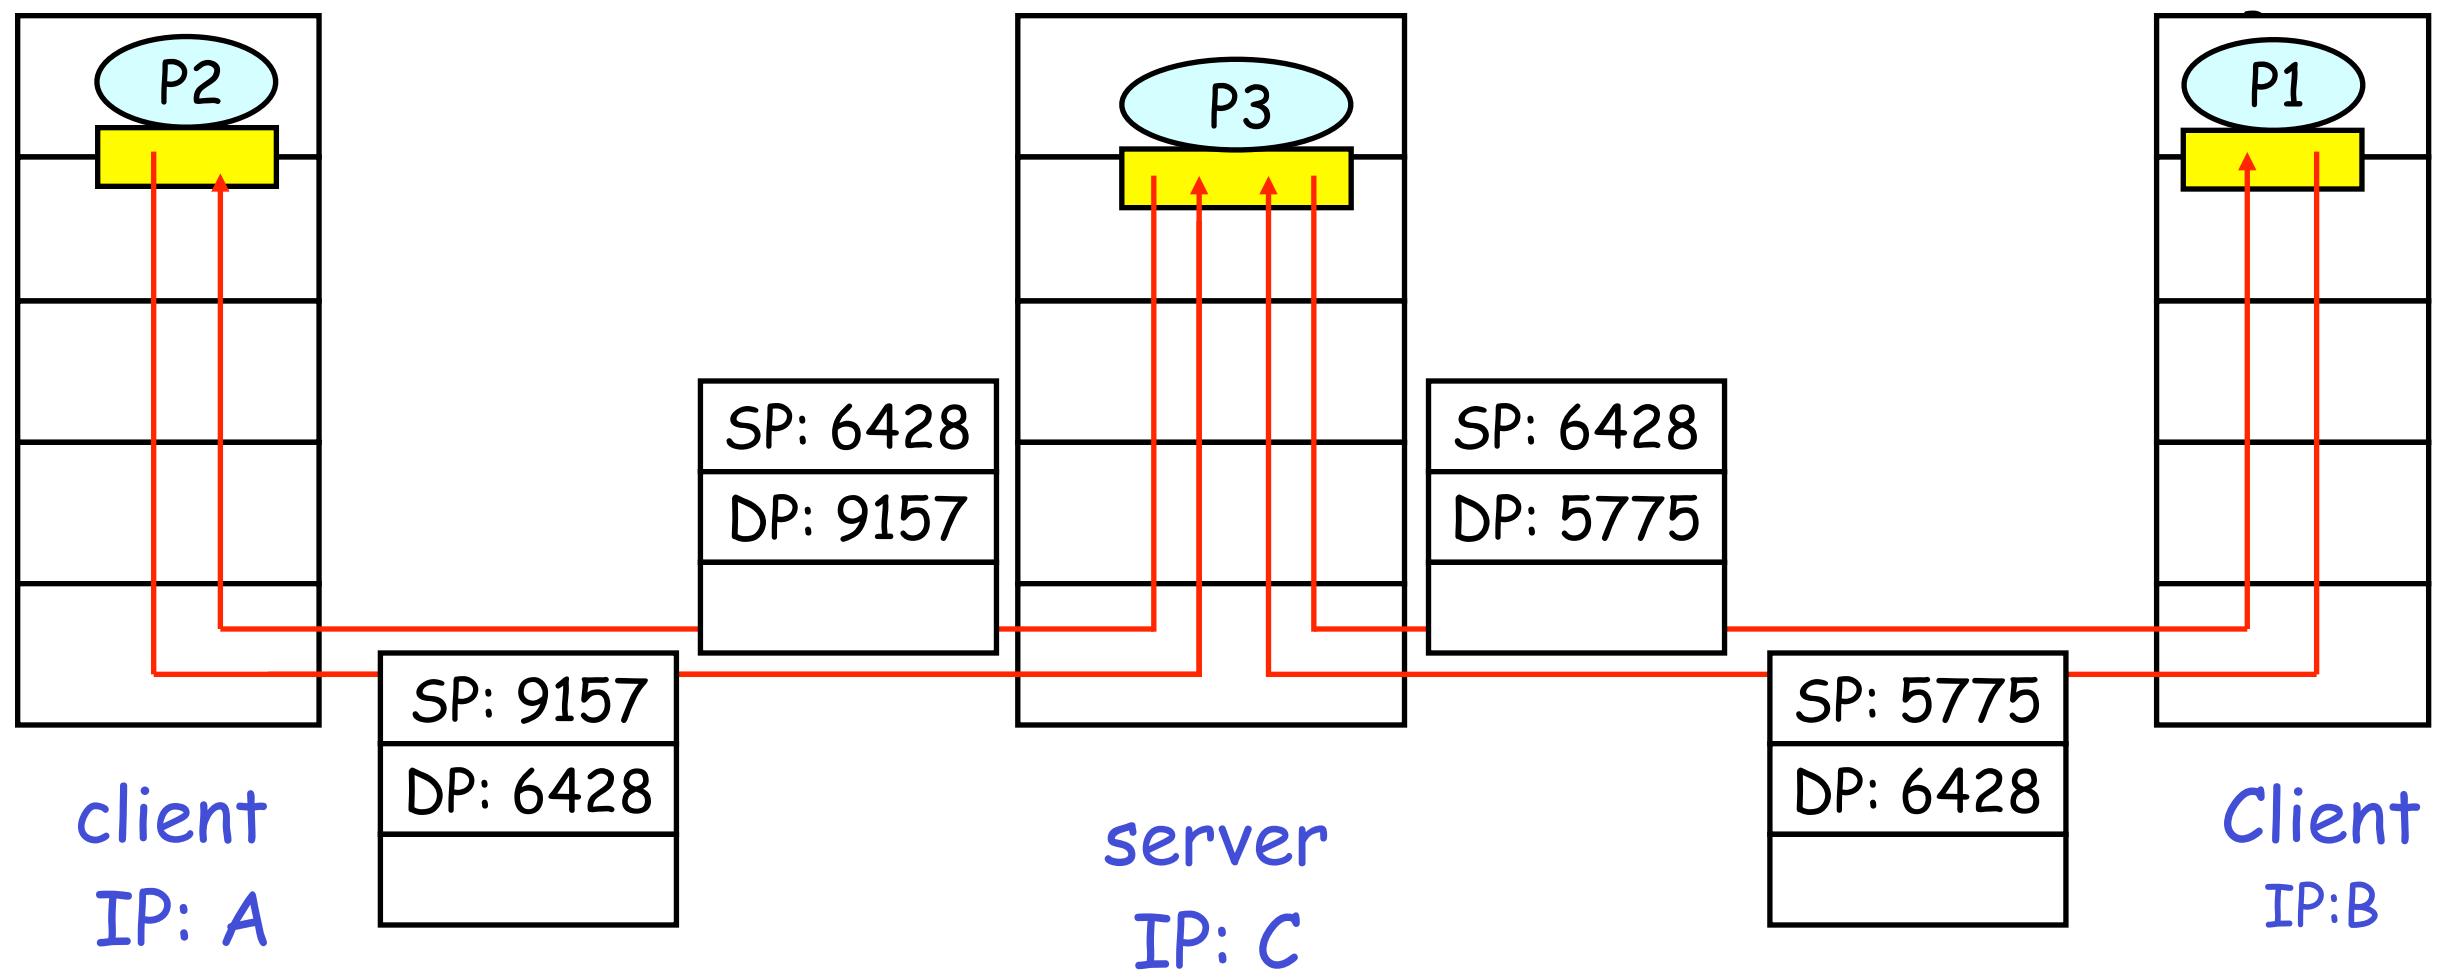 P2
P3
P1
SP: 6428
DP: 9157
SP: 6428
DP: 5775
SP: 9157
DP: 6428
SP: 5775
DP: 6428
client
IP: A
server
IP: C
Client
IP:B